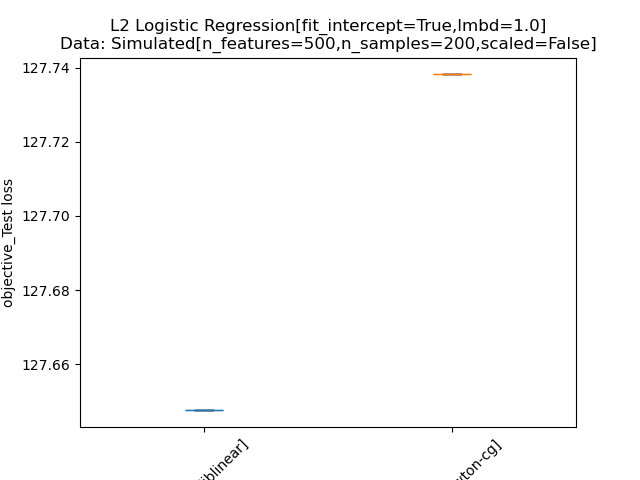 L2 Logistic Regression[fit_intercept=True,lmbd=1.0]
Data: Simulated[n_features=500,n_samples=200,scaled=False]
objective_Test loss
127.74
127.72
127.70
127.68
127.66
iblinear]
ton-cg]